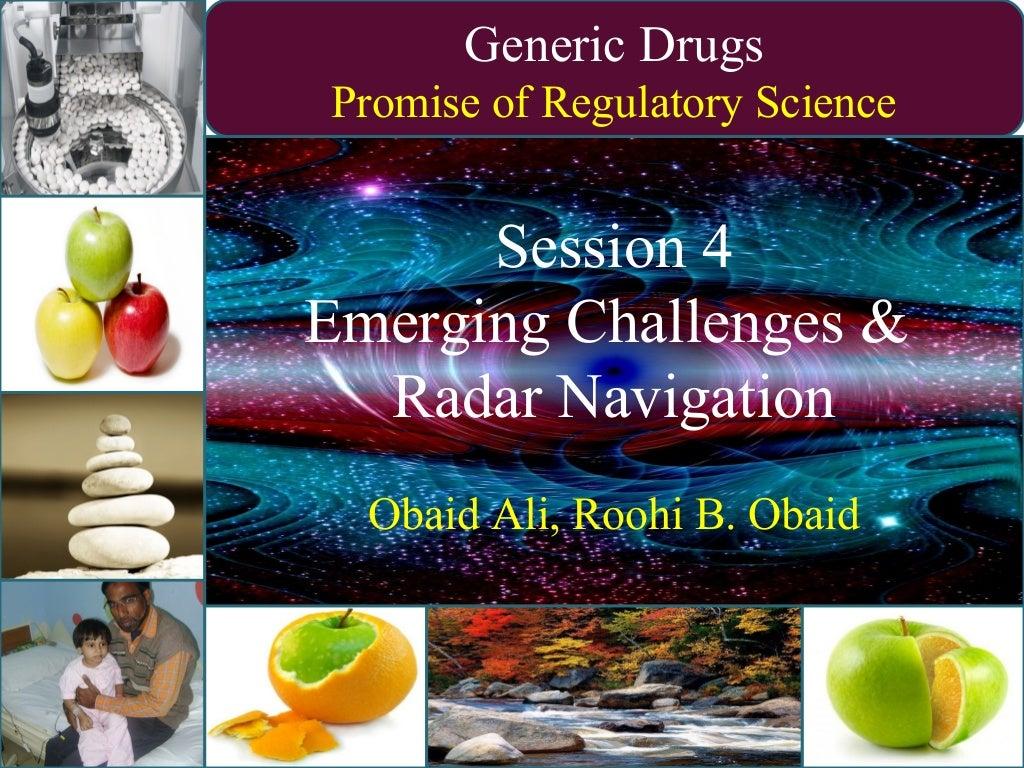 Generic Drugs
Promise of Regulatory Science
Session 4
Emerging Challenges &
Radar Navigation
Obaid Ali, Roohi B. Obaid